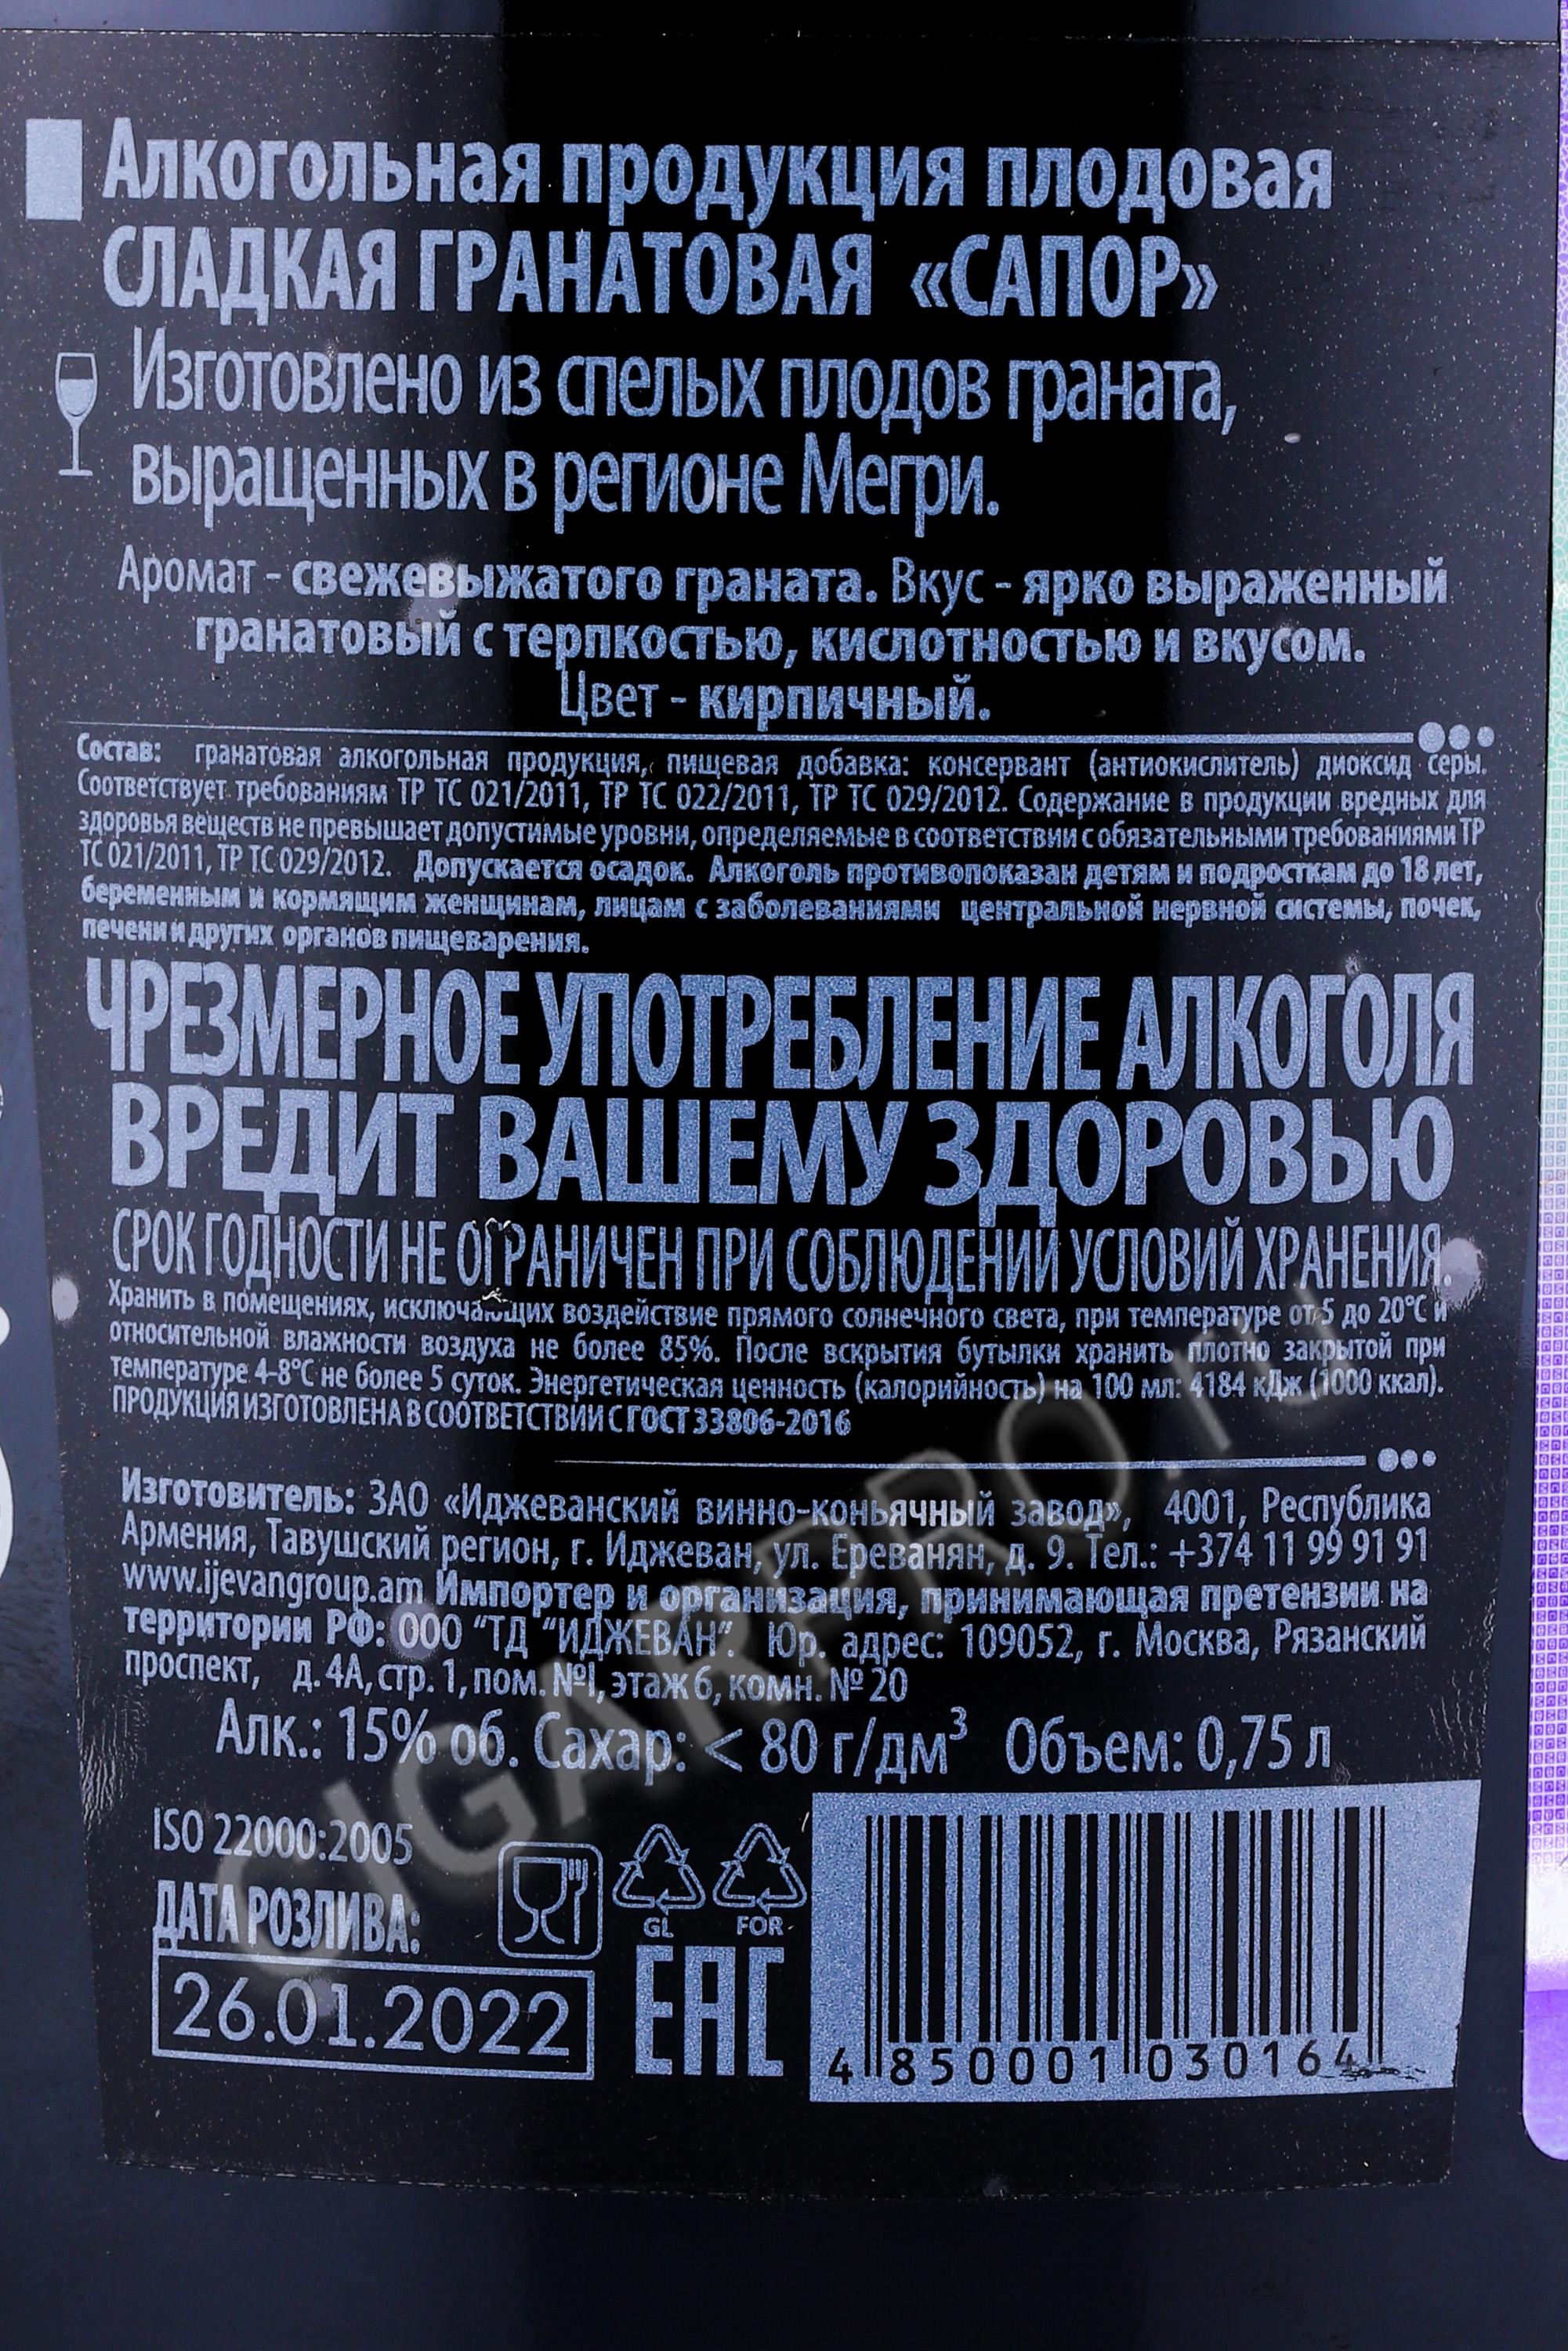 Алкогольная продукция плодовая
СЛАДКАЯ ГРАНАТОВАЯ «САПОР»
Изготовлено из спелых плодов граната,
выращенных в регионе Мегри.
Аромат - свежевыжатого граната. Вкус - ярко выраженный
гранатовый с терпкостью, кислотностью и вкусом.
Цвет - кирпичный.
Состав: гранатовая алкогольная продукция, пищевая добавка: консервант (антиокислитель) диоксид серы.
Соответствует требованиям ТР ТС 021/2011, ТР ТС 022/2011, ТР ТС 029/2012. Содержание в продукции вредных для
здоровья веществ не превышает допустимые уровни, определяемые в соответствии с обязательными требованиями ТР
ТС 021/2011, ТР ТС 029/2012. Допускается осадок. Алкоголь противопоказан детям и подросткам до 18 лет,
беременным и кормящим женщинам, лицам с заболеваниями центральной нервной системы, почек,
печени и других органов пищеварения.
ЧРЕЗМЕРНОЕ УПОТРЕБЛЕНИЕ АЛКОГОЛЯ
ВРЕДИТ ВАШЕМУ ЗДОРОВЬЮ
СРОК ГОДНОСТИ НЕ ОГРАНИЧЕН ПРИ СОБЛЮДЕНИИ УСЛОВИЙ ХРАНЕНИЯ.
Хранить в помещениях, исключающих воздействие прямого солнечного света, при температуре от 5 до 20°С и
относительной влажности воздуха не более 85%. После вскрытия бутылки хранить плотно закрытой при
температуре 4-8°С не более 5 суток. Энергетическая ценность (калорийность) на 100 мл: 4184 кДж (1000 ккал).
ПРОДУКЦИЯ ИЗГОТОВЛЕНА В СООТВЕТСТВИИ С ГОСТ 33806-2016
Изготовитель: ЗАО «Иджеванский винно-коньячный завод», 4001, Республика
Армения, Тавушский регион, г. Иджеван, ул. Ереванян, д. 9. Тел.: +374 11 99 91 91
www.ijevangroup.am Импортер и организация, принимающая претензии на
территории РФ: ООО "ТД "ИДЖЕВАН". Юр. адрес: 109052, г. Москва, Рязанский
проспект, д. 4А, стр. 1, пом. №I, этаж 6, комн. № 20
Алк.: 15% об. Сахар: < 80 г/дм³ Объем: 0,75 л
ISO 22000:2005
ДАТА РОЗЛИВА:
26.01.2022
GL FOR
EAC
4 850001 030164
CIGARPRO.ru